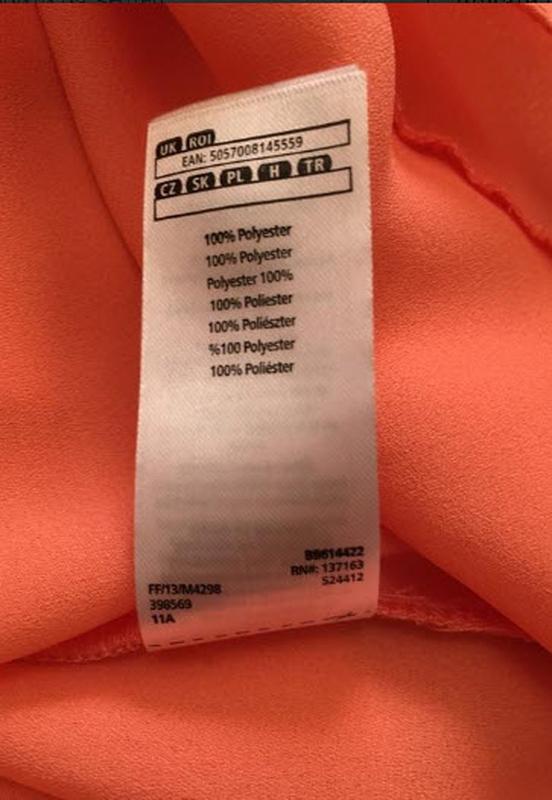 UK ROI
EAN: 5057008145559
CZ SK PL H TR
100% Polyester
100% Polyester
Polyester 100%
100% Poliester
100% Poliészter
%100 Polyester
100% Poliéster
BB614422
RN#: 137163
S24412
FF/13/M4298
398569
11A